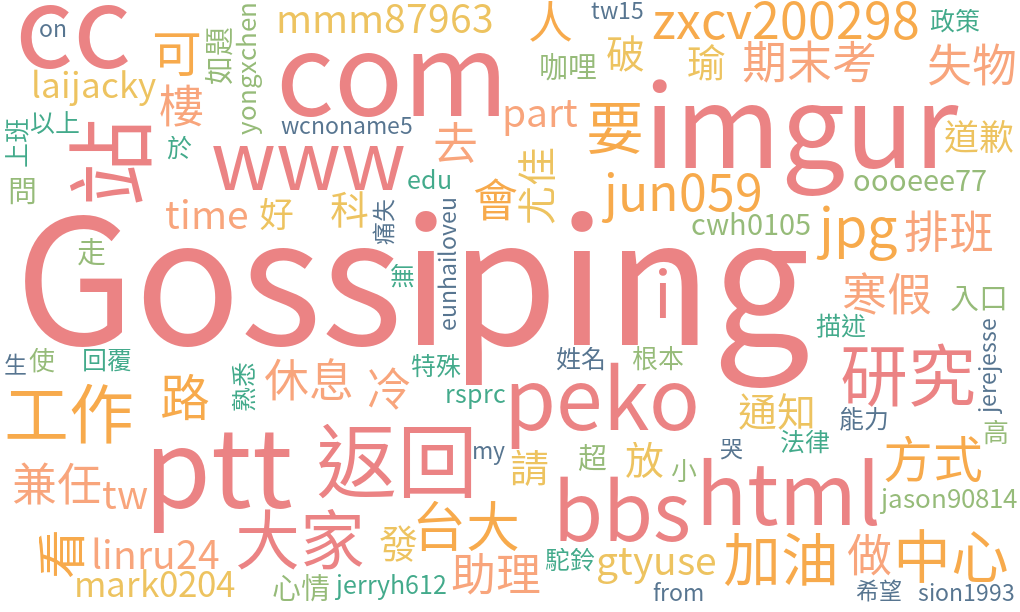 cc
on
mmm87963
人
tw15
zxcv200298
政策
可
如題
yongxchen
com
咖哩
破
瑜
期末考
失物
laijacky
樓
wcnoname5
part
要
imgur
道歉
上班
以上
站
於
www
去
edu
會
尤佳
jun059
oooeee77
問
time
好
科
痛失
eunhailoveu
cwh0105
jpg
排班
走
Gossiping
無
i
寒假
入口
描述
生
使
回覆
熟悉
休息
冷
特殊
rsprc
姓名
根本
peko
研究
jerejesse
工作
路
通知
能力
高
ptt
返回
my
請
超
放
小
哭
法律
html
方式
兼任
tw
bbs
jason90814
看
linru24
大家
發
台大
助理
駝鈴
gtyuse
加油
做
中心
mark0204
心情
jerryh612
from
希望
sion1993